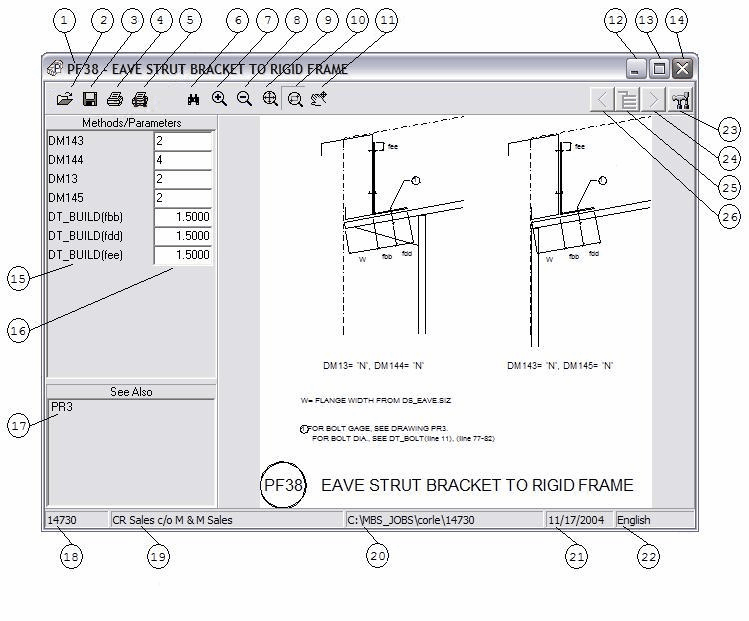 1 2 3 4 5 6 7 8 9 10 11 12 13 14
PF38 - EAVE STRUT BRACKET TO RIGID FRAME
Methods/Parameters
DM143 2
DM144 4
DM13 2
DM145 2
DT_BUILD(fbb) 1.5000
DT_BUILD(fdd) 1.5000
DT_BUILD(fee) 1.5000
15
16
See Also
PR3
17
23
24
25
26
fee
1
W fbb fdd
fee
1
W fbb fdd
DM13= 'N', DM144= 'N'
DM143= 'N', DM145= 'N'
W= FLANGE WIDTH FROM DS_EAVE.SIZ
1 FOR BOLT GAGE, SEE DRAWING PR3.
FOR BOLT DIA., SEE DT_BOLT(line 11), (line 77-82)
PF38 EAVE STRUT BRACKET TO RIGID FRAME
14730 CR Sales c/o M & M Sales C:\MBS_JOBS\corle\14730 11/17/2004 English
18 19 20 21 22